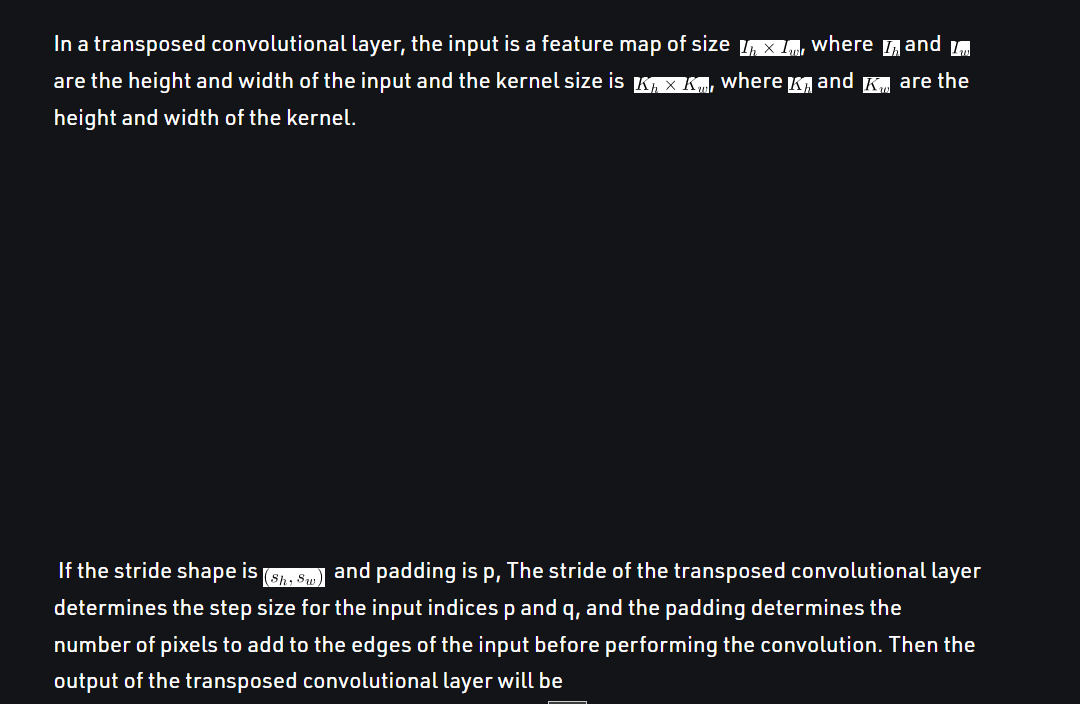 In a transposed convolutional layer, the input is a feature map of size I_h × I_w, where I_h and I_w
are the height and width of the input and the kernel size is K_h × K_w, where K_h and K_w are the
height and width of the kernel.
If the stride shape is (s_h, s_w) and padding is p, The stride of the transposed convolutional layer
determines the step size for the input indices p and q, and the padding determines the
number of pixels to add to the edges of the input before performing the convolution. Then the
output of the transposed convolutional layer will be